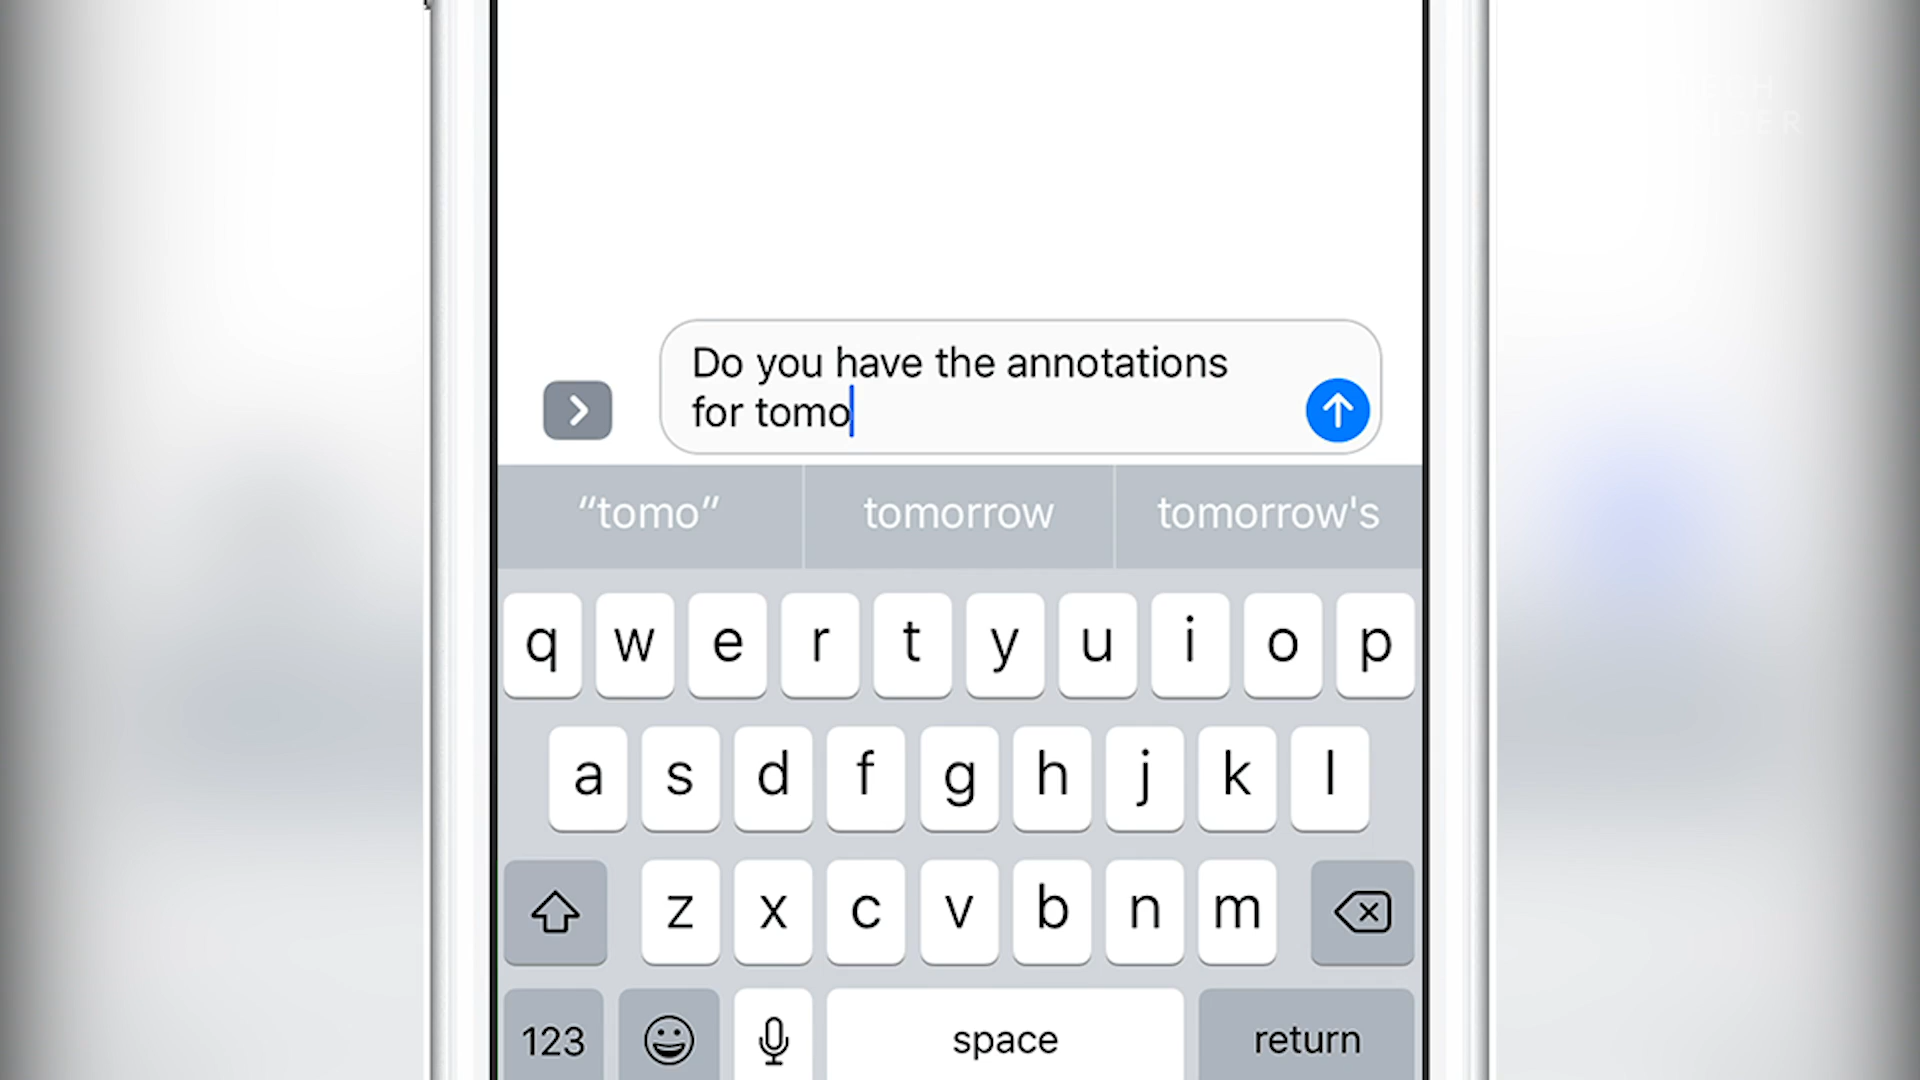 Do you have the annotations
for tomo
“tomo” tomorrow tomorrow's
q w e r t y u i o p
a s d f g h j k l
z x c v b n m
123 space return